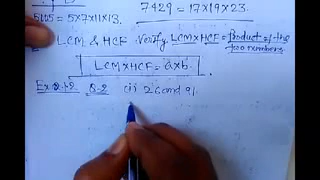 5105 = 5×7×11×13. 7429 = 17×19×23.
LCM & HCF Verify LCM×HCF = Product of the two numbers.
LCM×HCF = a×b.
Ex 1.2. Q-2 (i) 26 and 91